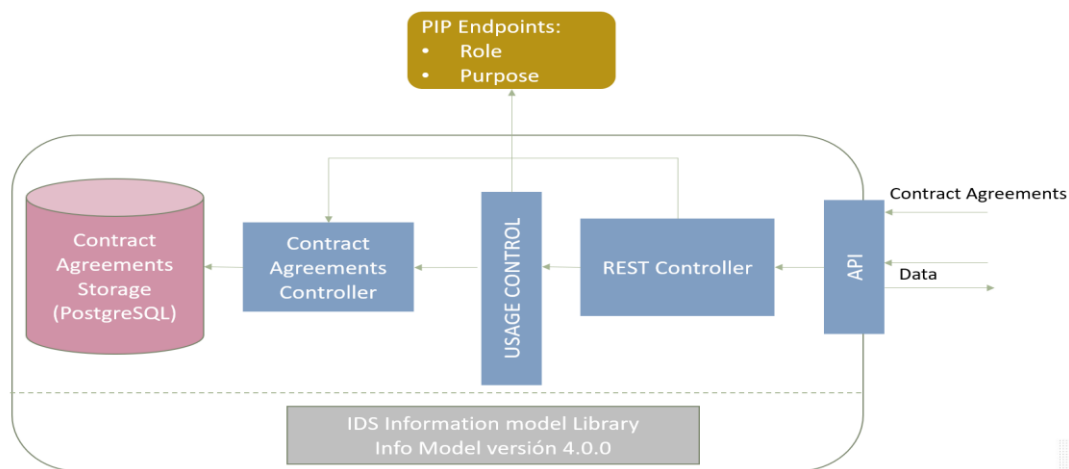 PIP Endpoints:
• Role
• Purpose
Contract Agreements
Contract
Agreements
Storage
(PostgreSQL)
Contract
Agreements
Controller
USAGE CONTROL
REST Controller
API
Data
IDS Information model Library
Info Model versión 4.0.0